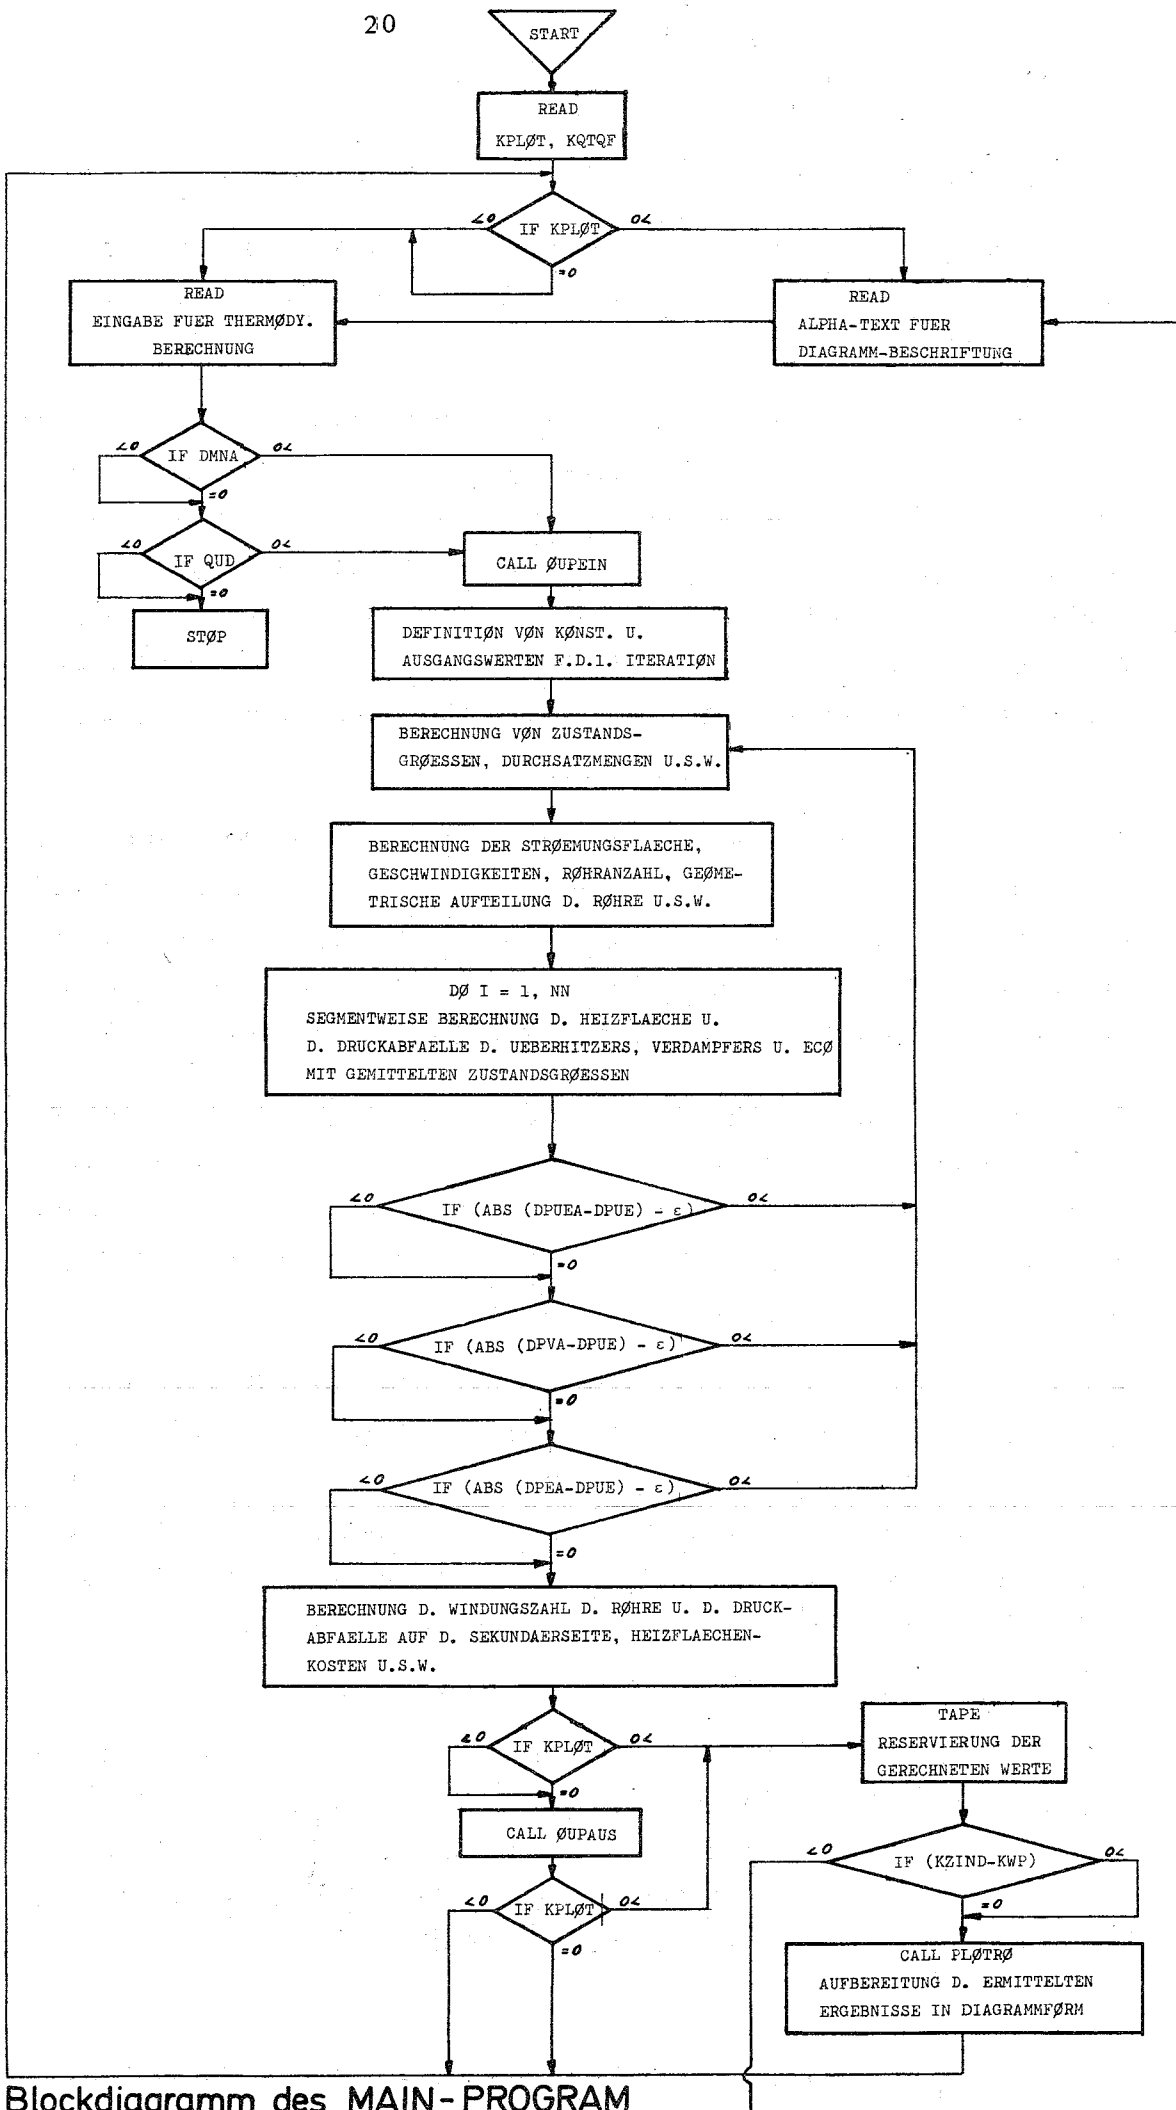 20
START
READ
KPLØT, KQTQF
<0
IF KPLØT
0<
=0
READ
EINGABE FUER THERMØDY.
BERECHNUNG
READ
ALPHA-TEXT FUER
DIAGRAMM-BESCHRIFTUNG
<0
IF DMNA
0<
=0
<0
IF QUD
0<
=0
STØP
CALL ØUPEIN
DEFINITIØN VØN KØNST. U.
AUSGANGSWERTEN F.D.1. ITERATIØN
BERECHNUNG VØN ZUSTANDS-
GRØESSEN, DURCHSATZMENGEN U.S.W.
BERECHNUNG DER STRØEMUNGSFLAECHE,
GESCHWINDIGKEITEN, RØHRANZAHL, GEØME-
TRISCHE AUFTEILUNG D. RØHRE U.S.W.
DØ I = 1, NN
SEGMENTWEISE BERECHNUNG D. HEIZFLAECHE U.
D. DRUCKABFAELLE D. UEBERHITZERS, VERDAMPFERS U. ECØ
MIT GEMITTELTEN ZUSTANDSGRØESSEN
<0
IF (ABS (DPUEA-DPUE) - ε)
0<
=0
<0
IF (ABS (DPVA-DPUE) - ε)
0<
=0
<0
IF (ABS (DPEA-DPUE) - ε)
0<
=0
BERECHNUNG D. WINDUNGSZAHL D. RØHRE U. D. DRUCK-
ABFAELLE AUF D. SEKUNDAERSEITE, HEIZFLAECHEN-
KOSTEN U.S.W.
<0
IF KPLØT
0<
=0
CALL ØUPAUS
<0
IF KPLØT
0<
=0
TAPE
RESERVIERUNG DER
GERECHNETEN WERTE
<0
IF (KZIND-KWP)
0<
=0
CALL PLØTRØ
AUFBEREITUNG D. ERMITTELTEN
ERGEBNISSE IN DIAGRAMMFØRM
Blockdiagramm des MAIN-PROGRAM